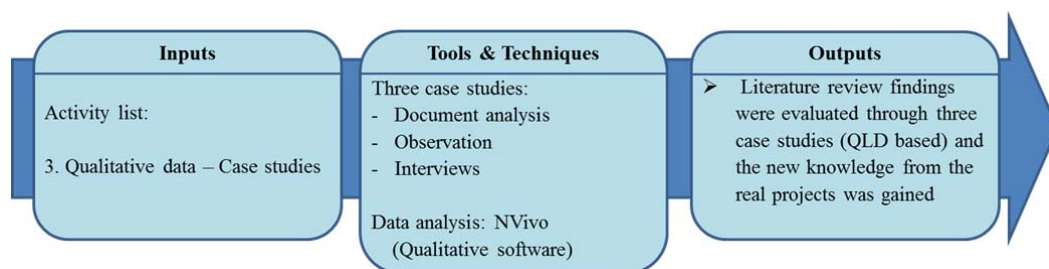 Inputs
Activity list:
3. Qualitative data – Case studies
Tools & Techniques
Three case studies:
- Document analysis
- Observation
- Interviews
Data analysis: NVivo
(Qualitative software)
Outputs
➢ Literature review findings
were evaluated through three
case studies (QLD based) and
the new knowledge from the
real projects was gained